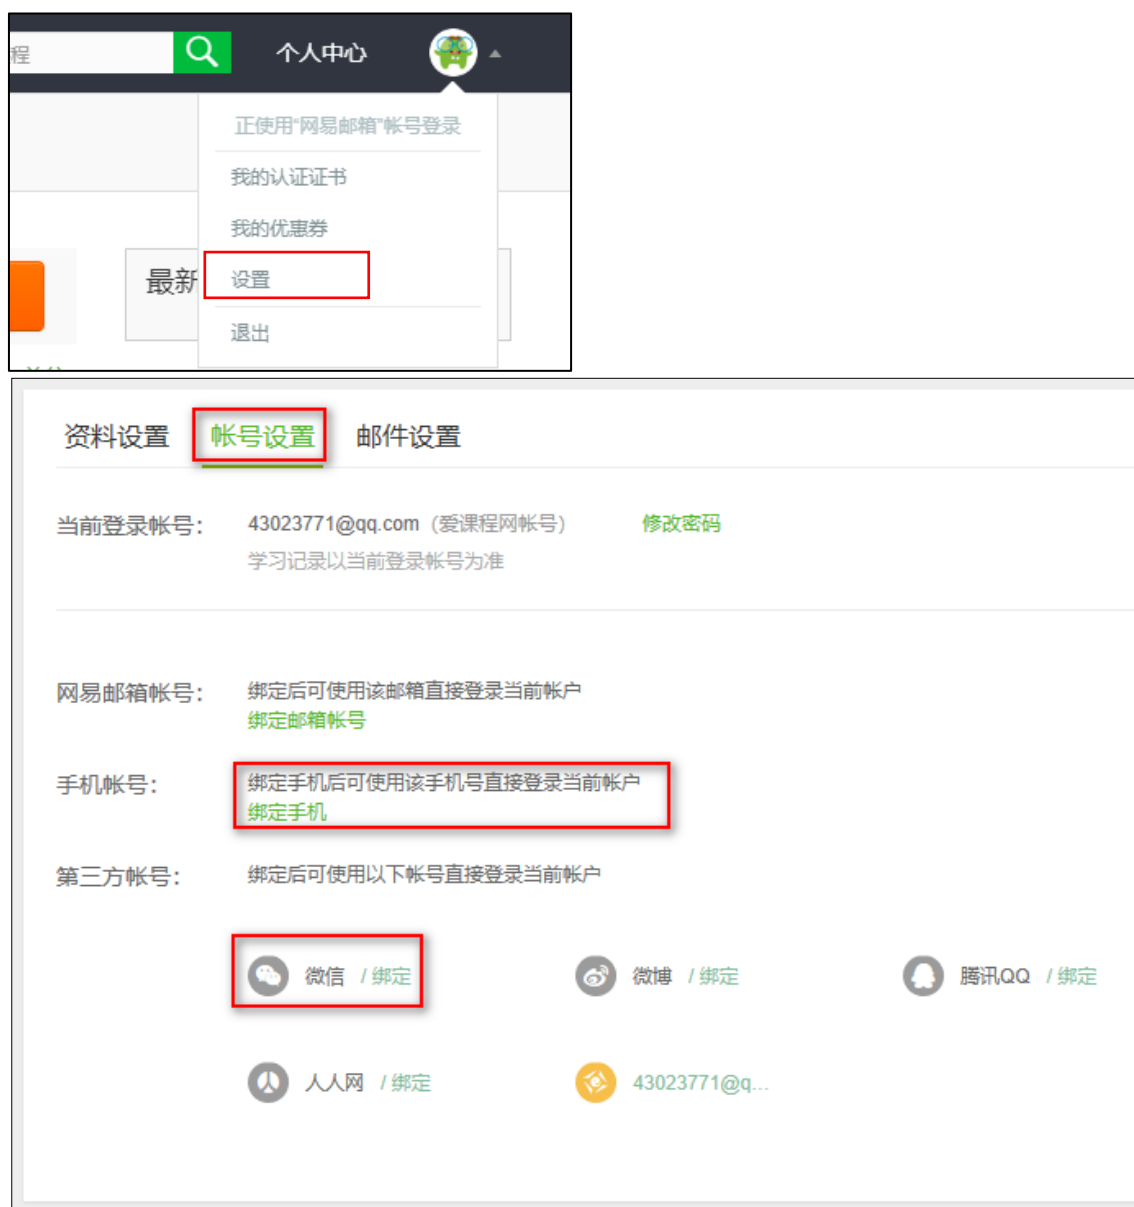 程
个人中心
正使用“网易邮箱”帐号登录
我的认证证书
我的优惠券
最新
设置
退出
资料设置 帐号设置 邮件设置
当前登录帐号： 43023771@qq.com（爱课程网帐号） 修改密码
学习记录以当前登录帐号为准
网易邮箱帐号： 绑定后可使用该邮箱直接登录当前帐户
绑定邮箱帐号
手机帐号： 绑定手机后可使用该手机号直接登录当前帐户
绑定手机
第三方帐号： 绑定后可使用以下帐号直接登录当前帐户
微信 / 绑定 微博 / 绑定 腾讯QQ / 绑定
人人网 / 绑定 43023771@q...